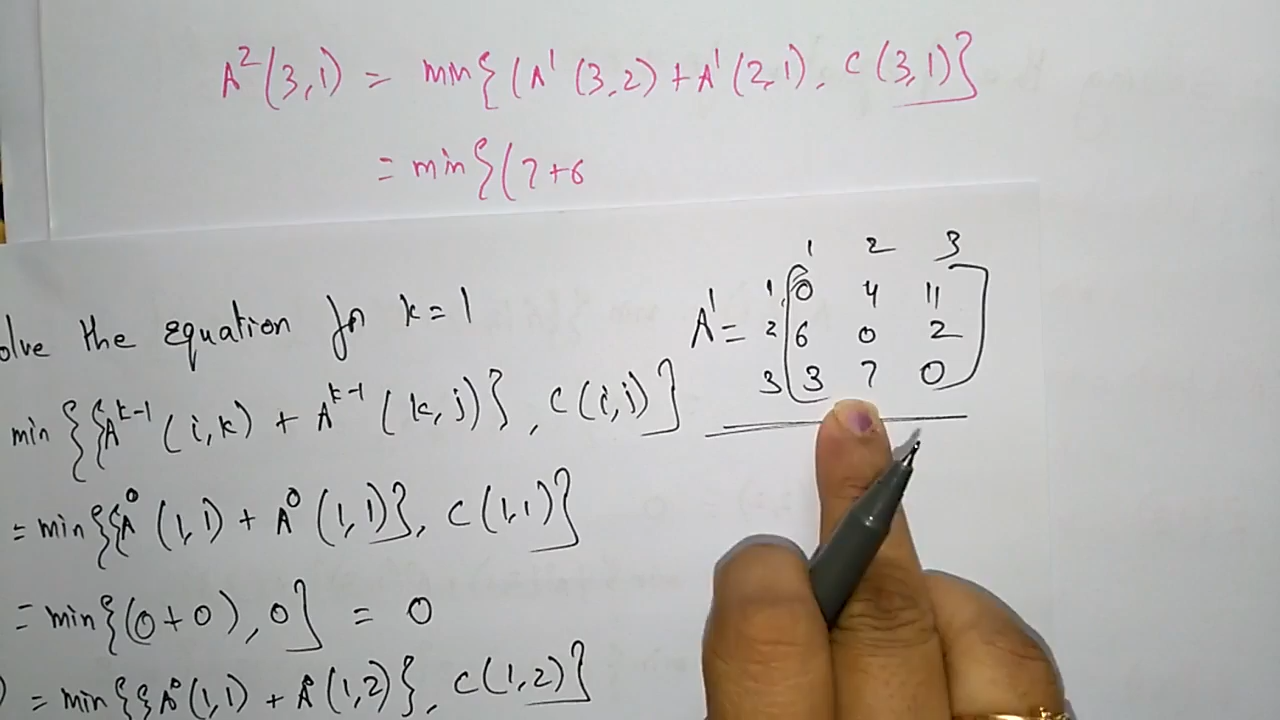 A²(3,1) = min{(A¹(3,2) + A¹(2,1), C(3,1)}
= min{(7+6
1 2 3
1 0 4 11
A¹ = 2 6 0 2
3 3 7 0
olve the equation for k=1
min {{A^{k-1}(i,k) + A^{k-1}(k,j)}, C(i,j)}
= min{{A⁰(1,1) + A⁰(1,1)}, C(1,1)}
= min{(0+0), 0} = 0
) = min{{A⁰(1,1) + A⁰(1,2)}, C(1,2)}